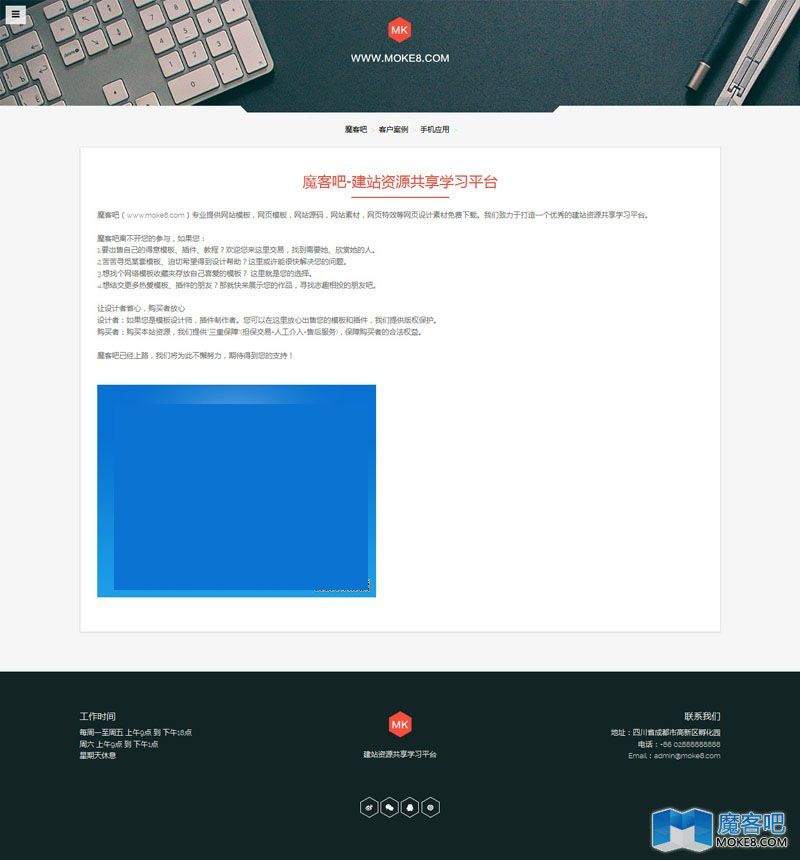 MK
WWW.MOKE8.COM
魔客吧 > 客户案例 > 手机应用 >
魔客吧-建站资源共享学习平台
魔客吧（www.moke8.com）专业提供网站模板，网页模板，网站源码，网站素材，网页特效等网页设计素材免费下载。我们致力于打造一个优秀的建站资源共享学习平台。
魔客吧离不开您的参与，如果您：
1.要出售自己的得意模板、插件、教程？欢迎您来这里交易，找到需要她、欣赏她的人。
2.苦苦寻觅某套模板、迫切希望得到设计帮助？这里或许能很快解决您的问题。
3.想找个网络模板收藏夹存放自己喜爱的模板？ 这里就是您的选择。
4.想结交更多热爱模板、插件的朋友？那就快来展示您的作品，寻找志趣相投的朋友吧。
让设计者省心，购买者放心
设计者：如果您是模板设计师，插件制作者。您可以在这里放心出售您的模板和插件，我们提供版权保护。
购买者：购买本站资源，我们提供"三重保障"(担保交易+人工介入+售后服务)，保障购买者的合法权益。
魔客吧已经上路，我们将为此不懈努力，期待得到您的支持！
工作时间
每周一至周五 上午9点 到 下午18点
周六 上午9点 到 下午1点
星期天休息
MK
建站资源共享学习平台
联系我们
地址：四川省成都市高新区孵化园
电话：+86 02888888888
Email：admin@moke8.com
魔客吧
MOKE8.COM